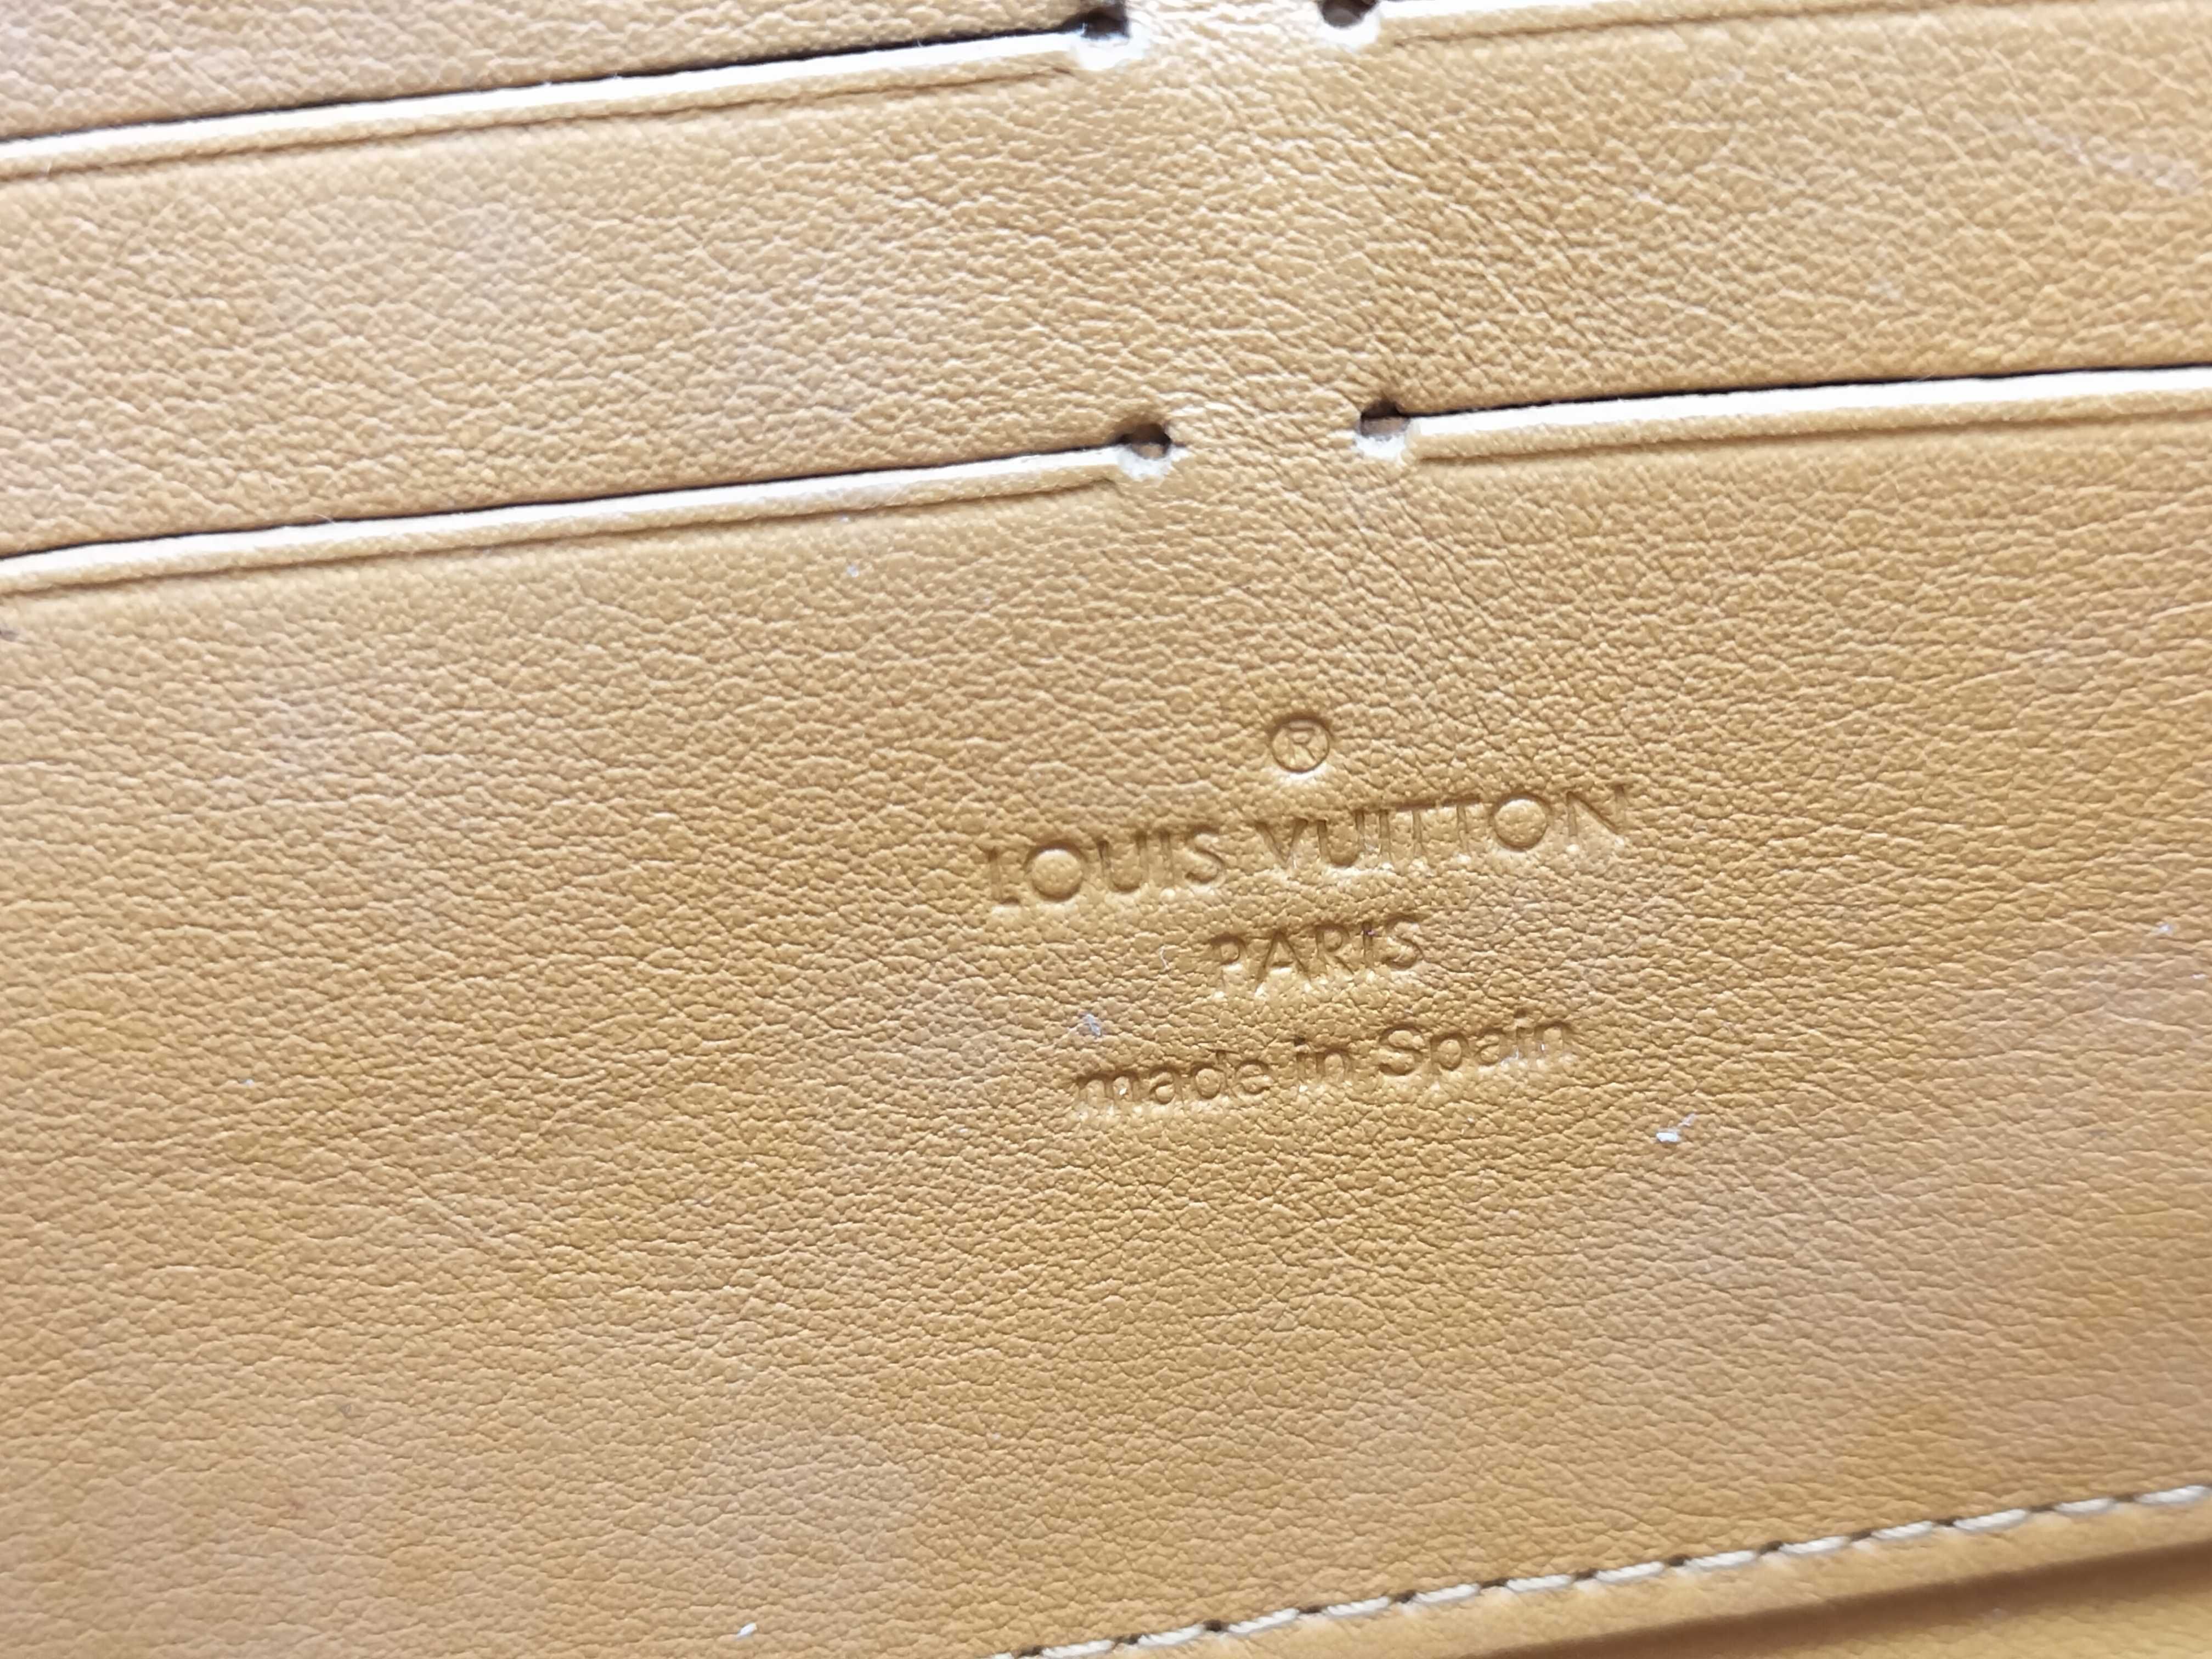 ®
LOUIS VUITTON
PARIS
made in Spain